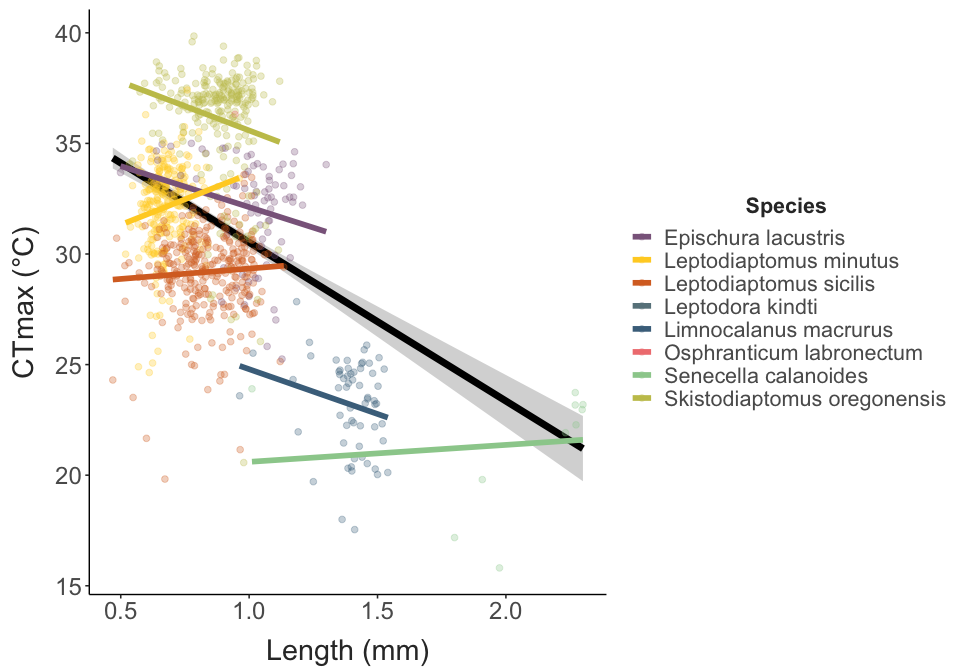 40
35
30
25
20
15
CTmax (°C)
0.5 1.0 1.5 2.0
Length (mm)
Species
Epischura lacustris
Leptodiaptomus minutus
Leptodiaptomus sicilis
Leptodora kindti
Limnocalanus macrurus
Osphranticum labronectum
Senecella calanoides
Skistodiaptomus oregonensis